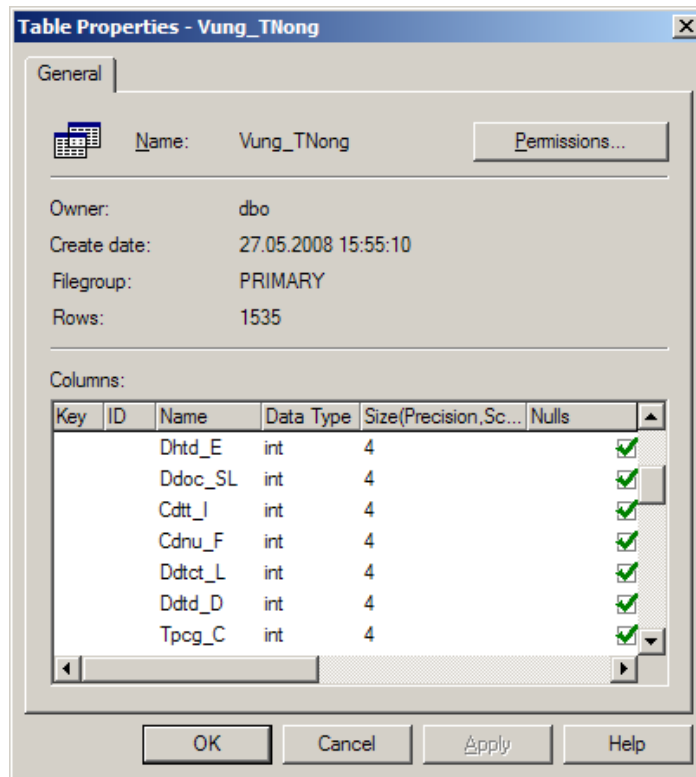 Table Properties - Vung_TNong
General
Name: Vung_TNong Permissions...
Owner: dbo
Create date: 27.05.2008 15:55:10
Filegroup: PRIMARY
Rows: 1535
Columns:
Key ID Name Data Type Size(Precision,Sc... Nulls
Dhtd_E int 4
Ddoc_SL int 4
Cdtt_I int 4
Cdnu_F int 4
Ddtct_L int 4
Ddtd_D int 4
Tpcg_C int 4
OK Cancel Apply Help